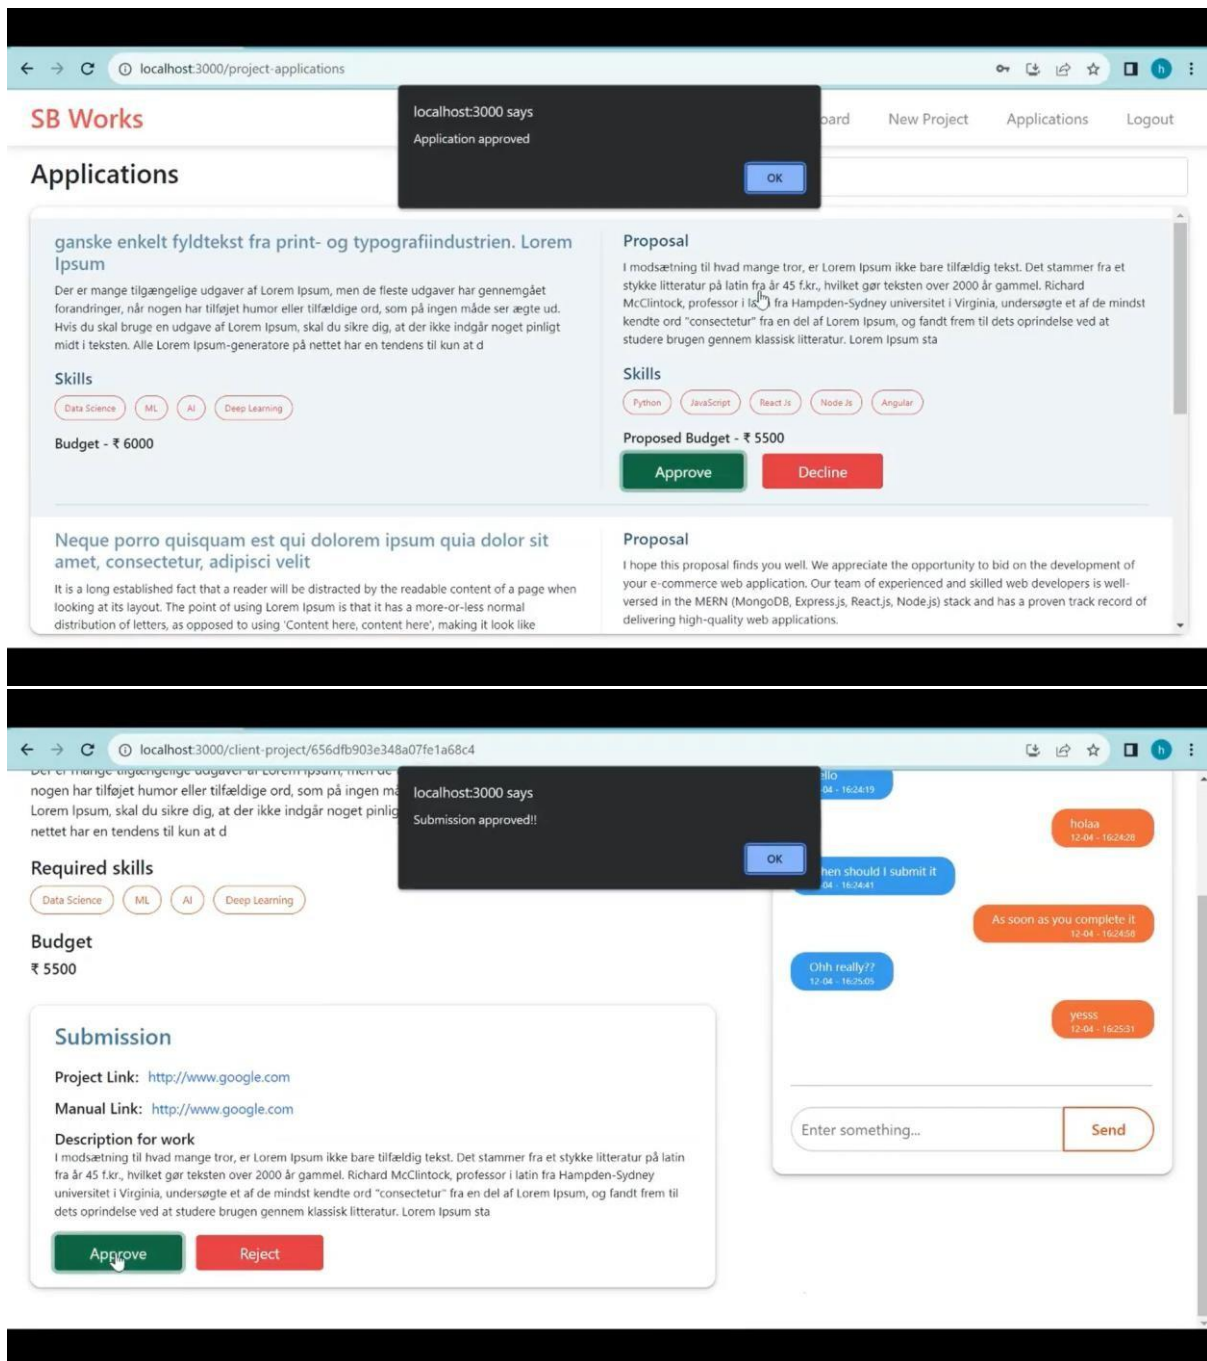 localhost:3000/project-applications
h
SB Works
localhost:3000 says
Application approved
OK
New Project
Applications
Logout
Applications
ganske enkelt fyldtekst fra print- og typografiindustrien. Lorem
Ipsum
Der er mange tilgængelige udgaver af Lorem Ipsum, men de fleste udgaver har gennemgået
forandringer, når nogen har tilføjet humor eller tilfældige ord, som på ingen måde ser ægte ud.
Hvis du skal bruge en udgave af Lorem Ipsum, skal du sikre dig, at der ikke indgår noget pinligt
midt i teksten. Alle Lorem Ipsum-generatore på nettet har en tendens til kun at d
Skills
Data Science
ML
AI
Deep Learning
Budget - ₹ 6000
Proposal
I modsætning til hvad mange tror, er Lorem Ipsum ikke bare tilfældig tekst. Det stammer fra et
stykke litteratur på latin fra år 45 f.kr., hvilket gør teksten over 2000 år gammel. Richard
McClintock, professor i fra Hampden-Sydney universitet i Virginia, undersøgte et af de mindst
kendte ord "consectetur" fra en del af Lorem Ipsum, og fandt frem til dets oprindelse ved at
studere brugen gennem klassisk litteratur. Lorem Ipsum sta
Skills
Python
JavaScript
React Js
Node Js
Angular
Proposed Budget - ₹ 5500
Approve
Decline
Neque porro quisquam est qui dolorem ipsum quia dolor sit
amet, consectetur, adipisci velit
It is a long established fact that a reader will be distracted by the readable content of a page when
looking at its layout. The point of using Lorem Ipsum is that it has a more-or-less normal
distribution of letters, as opposed to using 'Content here, content here', making it look like
Proposal
I hope this proposal finds you well. We appreciate the opportunity to bid on the development of
your e-commerce web application. Our team of experienced and skilled web developers is well-
versed in the MERN (MongoDB, Express.js, React.js, Node.js) stack and has a proven track record of
delivering high-quality web applications.
localhost:3000/client-project/656dfb903e348a07fe1a68c4
h
localhost:3000 says
Submission approved!!
OK
nogen har tilføjet humor eller tilfældige ord, som på ingen
Lorem Ipsum, skal du sikre dig, at der ikke indgår noget
nettet har en tendens til kun at d
Required skills
Data Science
ML
AI
Deep Learning
Budget
₹ 5500
Submission
Project Link: http://www.google.com
Manual Link: http://www.google.com
Description for work
I modsætning til hvad mange tror, er Lorem Ipsum ikke bare tilfældig tekst. Det stammer fra et stykke litteratur på latin
fra år 45 f.kr., hvilket gør teksten over 2000 år gammel. Richard McClintock, professor i latin fra Hampden-Sydney
universitet i Virginia, undersøgte et af de mindst kendte ord "consectetur" fra en del af Lorem Ipsum, og fandt frem til
dets oprindelse ved at studere brugen gennem klassisk litteratur. Lorem Ipsum sta
Approve
Reject
16:24:19
holaa
12-04 - 16:24:28
should I submit it
16:24:41
As soon as you complete it
12-04 - 16:24:58
Ohh really??
12-04 - 16:25:05
yesss
12-04 - 16:25:31
Enter something...
Send